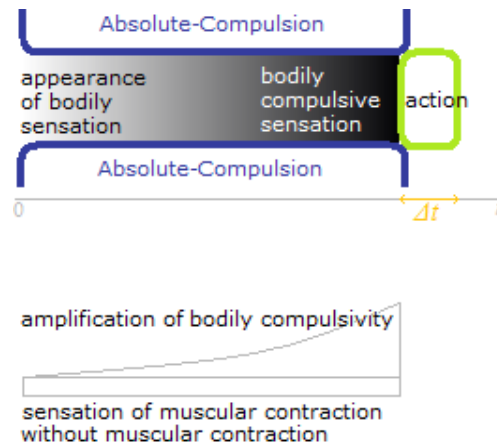 Absolute-Compulsion
appearance
of bodily
sensation
bodily
compulsive
sensation
action
Absolute-Compulsion
0
Δt
amplification of bodily compulsivity
sensation of muscular contraction
without muscular contraction